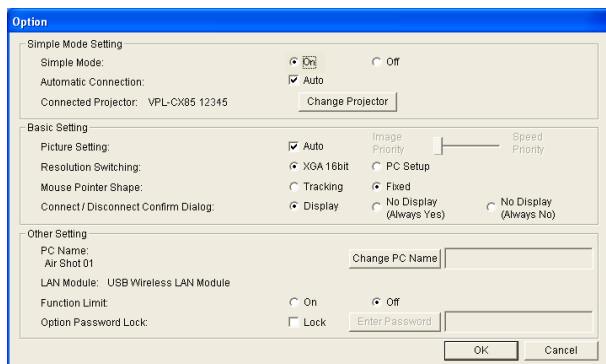 Option
Simple Mode Setting
Simple Mode: On Off
Automatic Connection: Auto
Connected Projector: VPL-CX85 12345 Change Projector
Basic Setting
Picture Setting: Auto Image Priority Speed Priority
Resolution Switching: XGA 16bit PC Setup
Mouse Pointer Shape: Tracking Fixed
Connect / Disconnect Confirm Dialog: Display No Display (Always Yes) No Display (Always No)
Other Setting
PC Name: Change PC Name
Air Shot 01
LAN Module: USB Wireless LAN Module
Function Limit: On Off
Option Password Lock: Lock Enter Password
OK Cancel